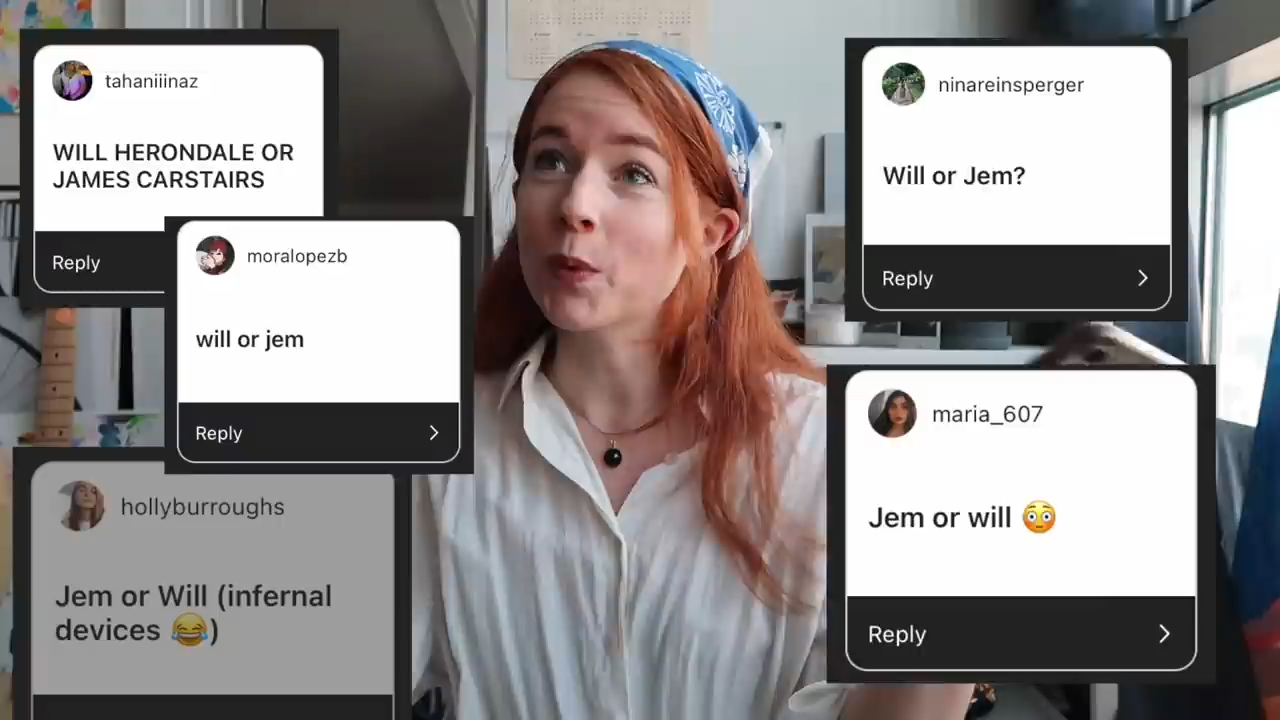 tahaniiinaz
WILL HERONDALE OR
JAMES CARSTAIRS
Reply
moralopezb
will or jem
Reply
hollyburroughs
Jem or Will (infernal
devices 😂)
ninareinsperger
Will or Jem?
Reply
maria_607
Jem or will 😳
Reply